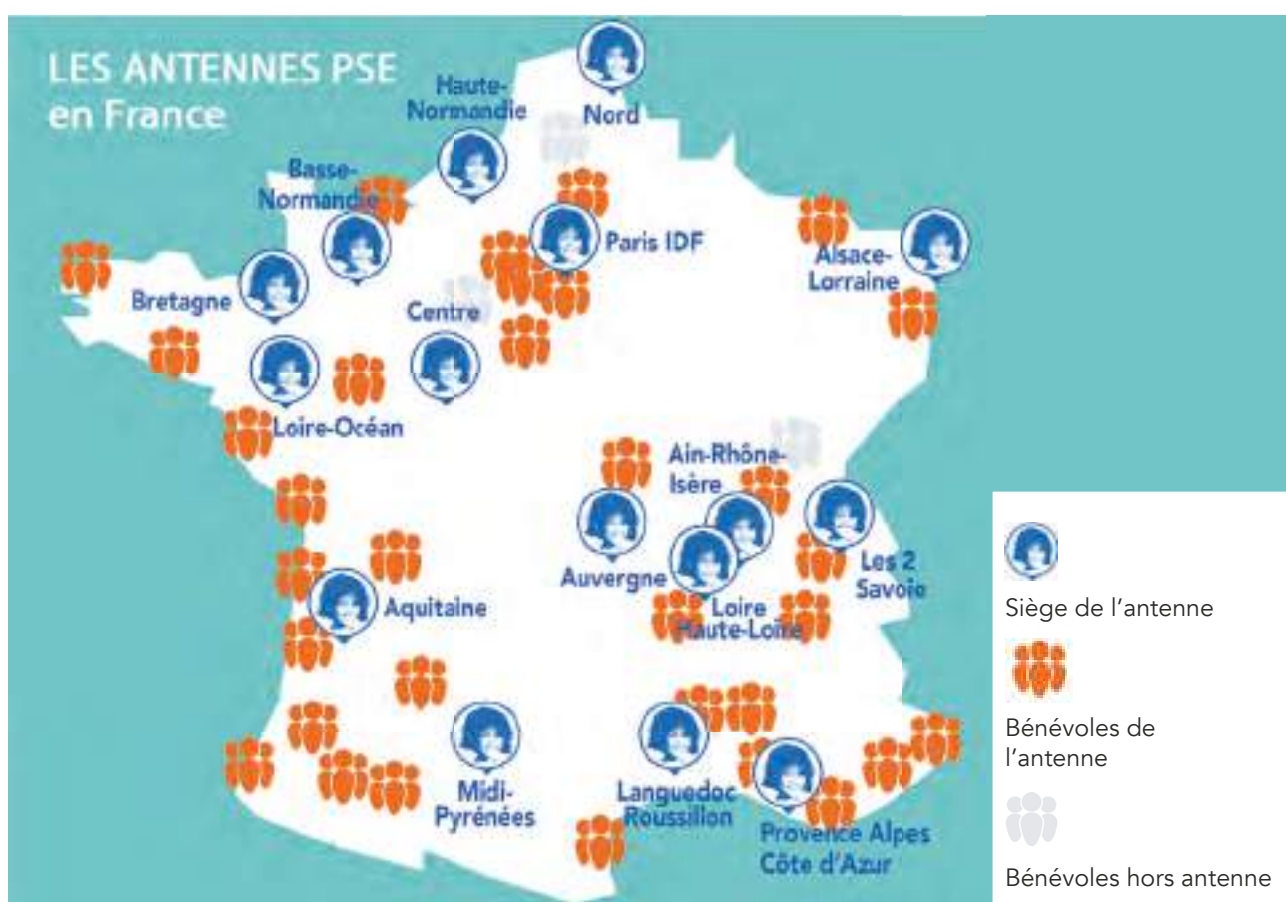 LES ANTENNES PSE
en France
Haute-
Normandie
Nord
Basse-
Normandie
Paris IDF
Alsace-
Lorraine
Bretagne
Centre
Loire-Océan
Ain-Rhône-
Isère
Auvergne
Les 2
Savoie
Loire
Haute-Loire
Aquitaine
Midi-
Pyrénées
Languedoc
Roussillon
Provence Alpes
Côte d'Azur
Siège de l'antenne
Bénévoles de
l'antenne
Bénévoles hors antenne